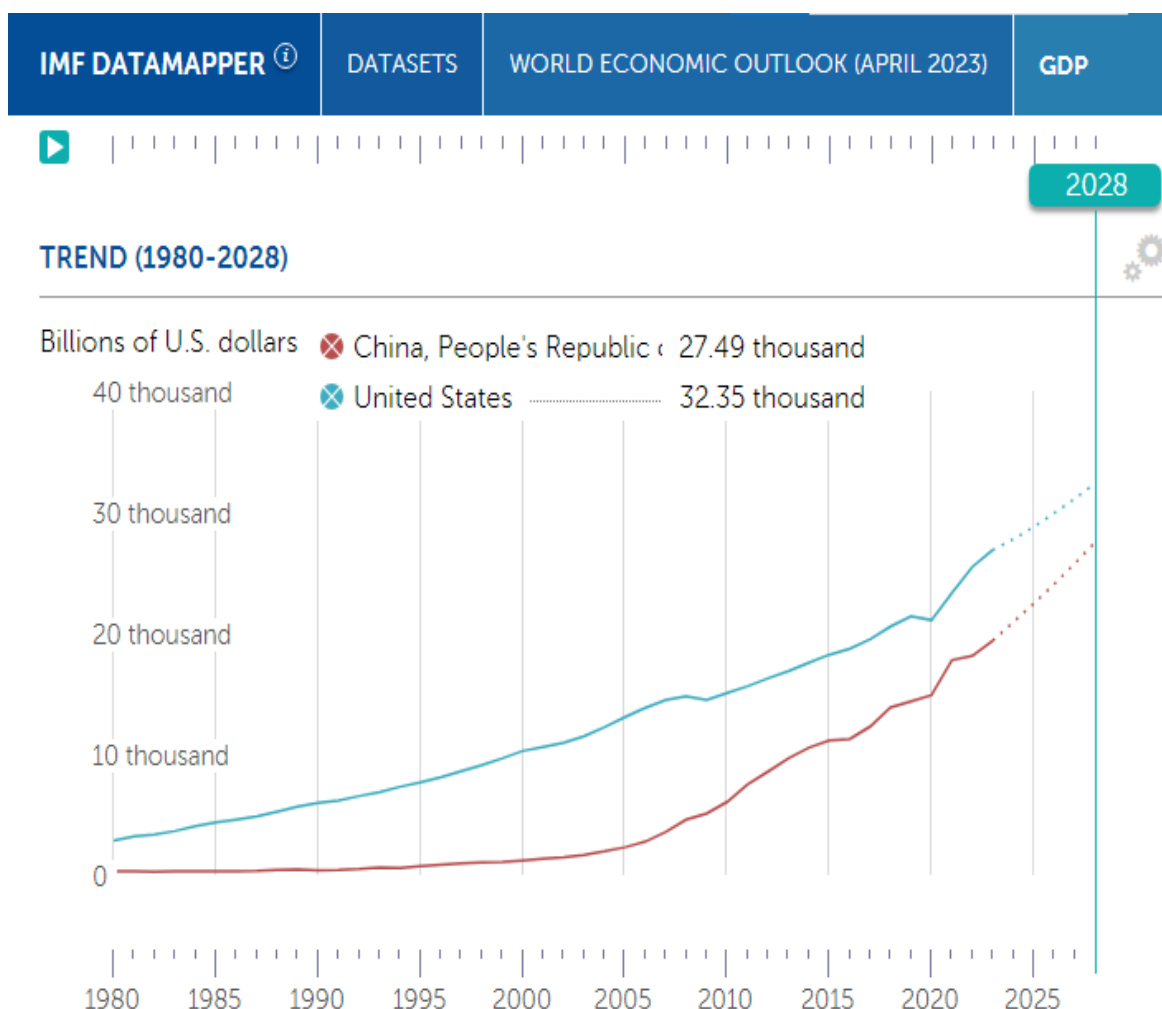 IMF DATAMAPPER ⓘ DATASETS WORLD ECONOMIC OUTLOOK (APRIL 2023) GDP
2028
TREND (1980-2028)
Billions of U.S. dollars
China, People's Republic 27.49 thousand
United States 32.35 thousand
40 thousand
30 thousand
20 thousand
10 thousand
0
1980 1985 1990 1995 2000 2005 2010 2015 2020 2025